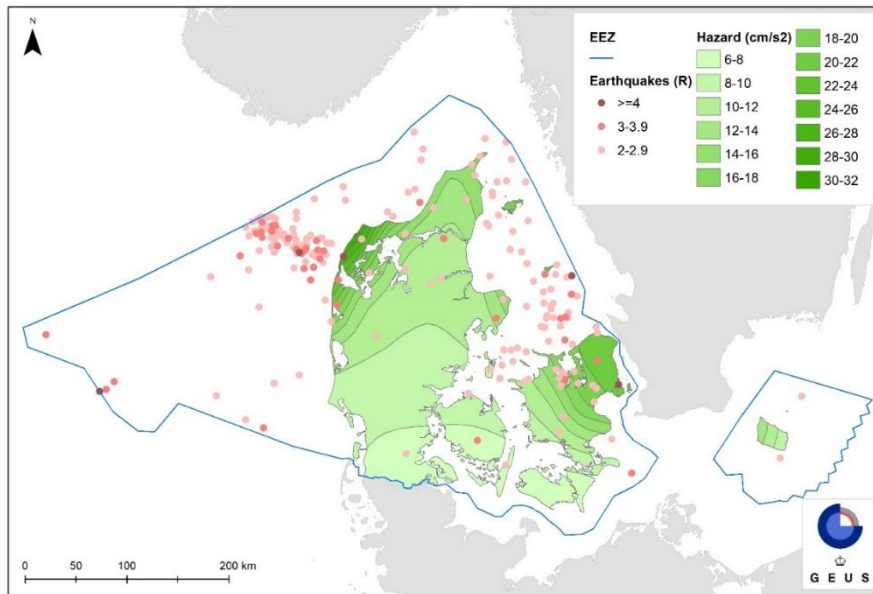 N
EEZ
Earthquakes (R)
>=4
3-3.9
2-2.9
Hazard (cm/s2)
6-8
8-10
10-12
12-14
14-16
16-18
18-20
20-22
22-24
24-26
26-28
28-30
30-32
0 50 100 200 km
G E U S